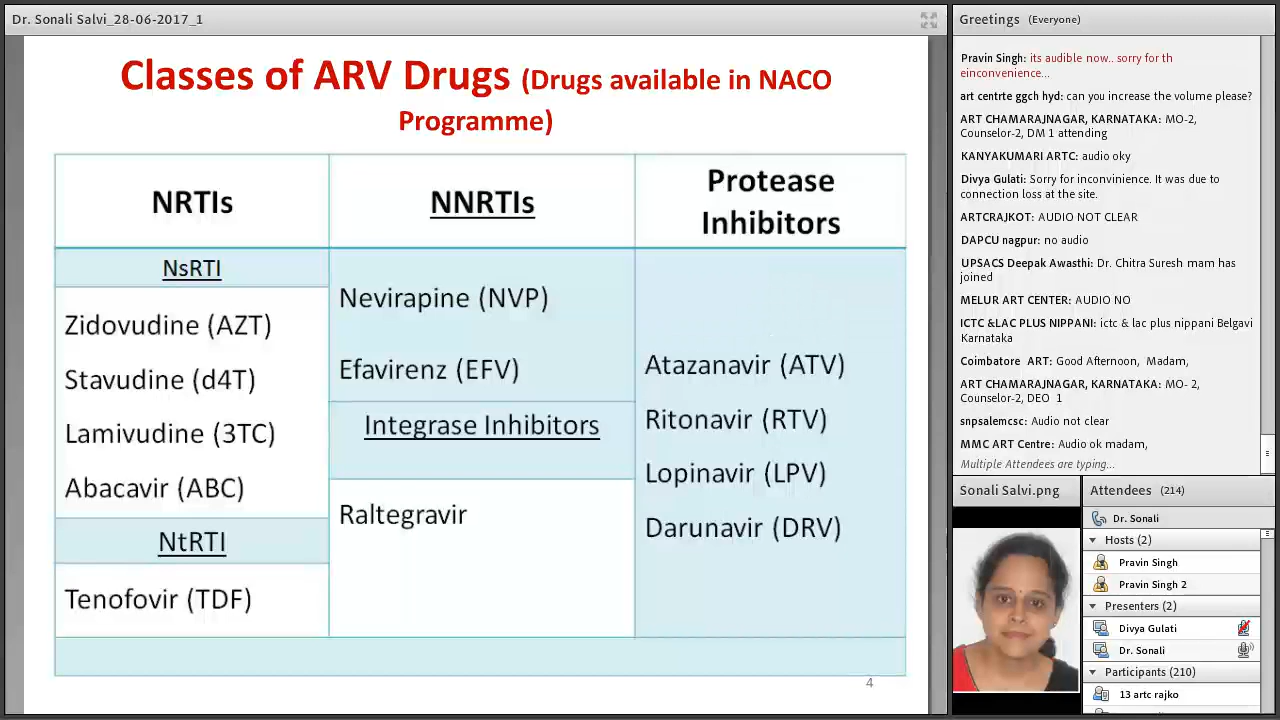 Dr. Sonali Salvi_28-06-2017_1
Classes of ARV Drugs (Drugs available in NACO
Programme)
NRTIs
NNRTIs
Protease
Inhibitors
NsRTI
Zidovudine (AZT)
Stavudine (d4T)
Lamivudine (3TC)
Abacavir (ABC)
NtRTI
Tenofovir (TDF)
Nevirapine (NVP)
Efavirenz (EFV)
Integrase Inhibitors
Raltegravir
Atazanavir (ATV)
Ritonavir (RTV)
Lopinavir (LPV)
Darunavir (DRV)
4
Greetings (Everyone)
Pravin Singh: its audible now.. sorry for th
einconvenience...
art centrte ggch hyd: can you increase the volume please?
ART CHAMARAJNAGAR, KARNATAKA: MO-2,
Counselor-2, DM 1 attending
KANYAKUMARI ARTC: audio oky
Divya Gulati: Sorry for inconvinience. It was due to
connection loss at the site.
ARTCRAJKOT: AUDIO NOT CLEAR
DAPCU nagpur: no audio
UPSACS Deepak Awasthi: Dr. Chitra Suresh mam has
joined
MELUR ART CENTER: AUDIO NO
ICTC &LAC PLUS NIPPANI: ictc & lac plus nippani Belgavi
Karnataka
Coimbatore ART: Good Afternoon, Madam,
ART CHAMARAJNAGAR, KARNATAKA: MO- 2,
Counselor-2, DEO 1
snpsalemcsc: Audio not clear
MMC ART Centre: Audio ok madam,
Multiple Attendees are typing...
Sonali Salvi.png
Attendees (214)
Dr. Sonali
Hosts (2)
Pravin Singh
Pravin Singh 2
Presenters (2)
Divya Gulati
Dr. Sonali
Participants (210)
13 artc rajko